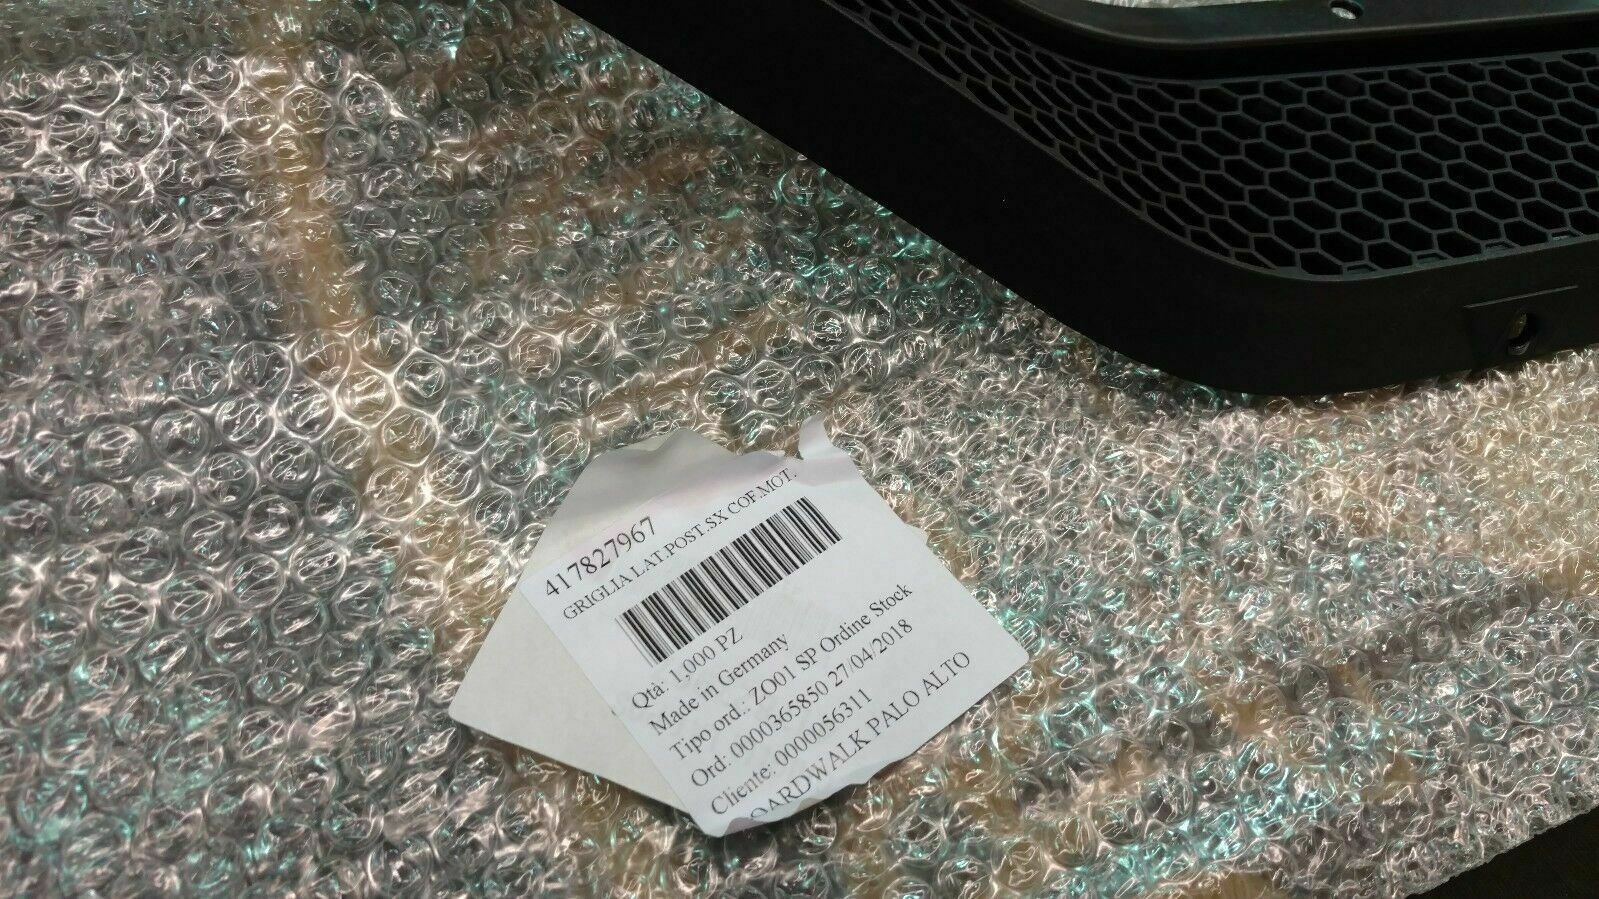 417827967
GRIGLIA LAT.POST.SX COF.MOT.
Qtà: 1,000 PZ
Made in Germany
Tipo ord.: ZO01 SP Ordine Stock
Ord: 0000365850 27/04/2018
Cliente: 0000056311
OARDWALK PALO ALTO